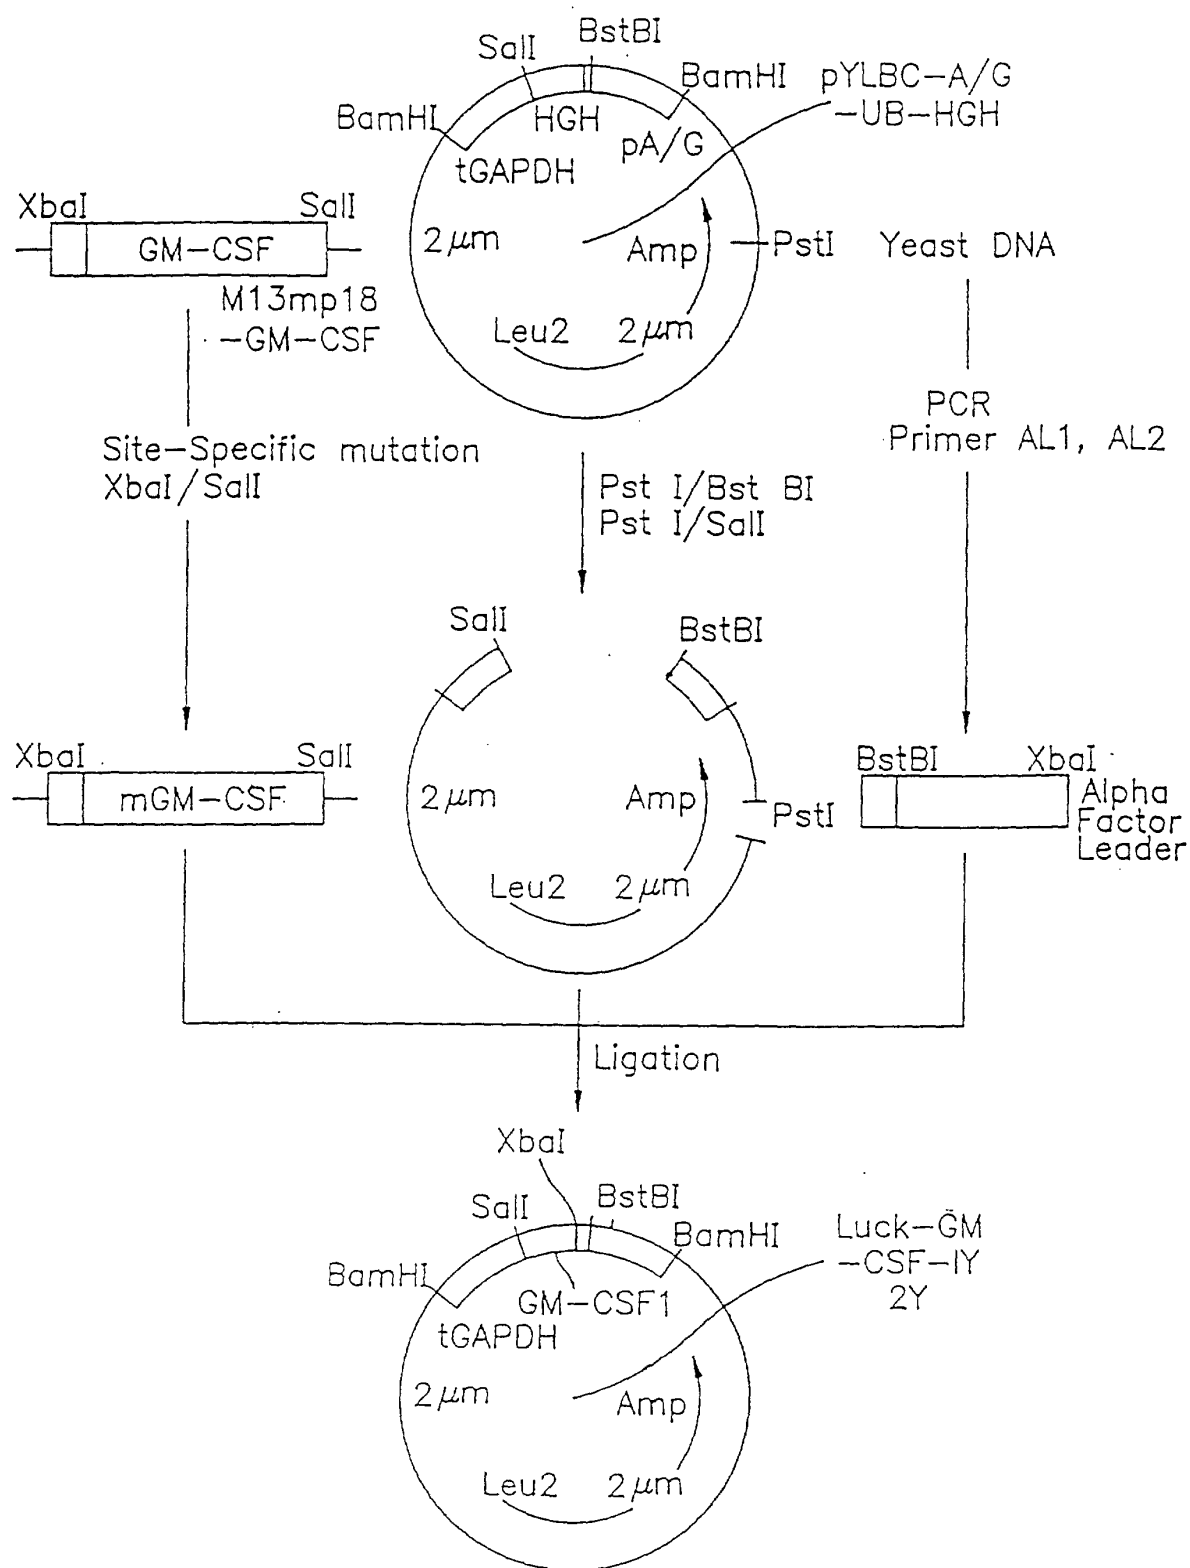 BstBI
SalI
BamHI
pYLBC-A/G
-UB-HGH
BamHI
HGH
pA/G
tGAPDH
XbaI
SalI
GM-CSF
M13mp18
-GM-CSF
2μm
Amp
PstI
Yeast DNA
Leu2
2μm
PCR
Primer AL1, AL2
Site-Specific mutation
XbaI/SalI
Pst I/Bst BI
Pst I/SalI
SalI
BstBI
XbaI
SalI
mGM-CSF
2μm
Amp
PstI
BstBI
XbaI
Alpha
Factor
Leader
Leu2
2μm
Ligation
XbaI
SalI
BstBI
BamHI
Luck-GM
-CSF-IY
2Y
BamHI
GM-CSF1
tGAPDH
2μm
Amp
Leu2
2μm